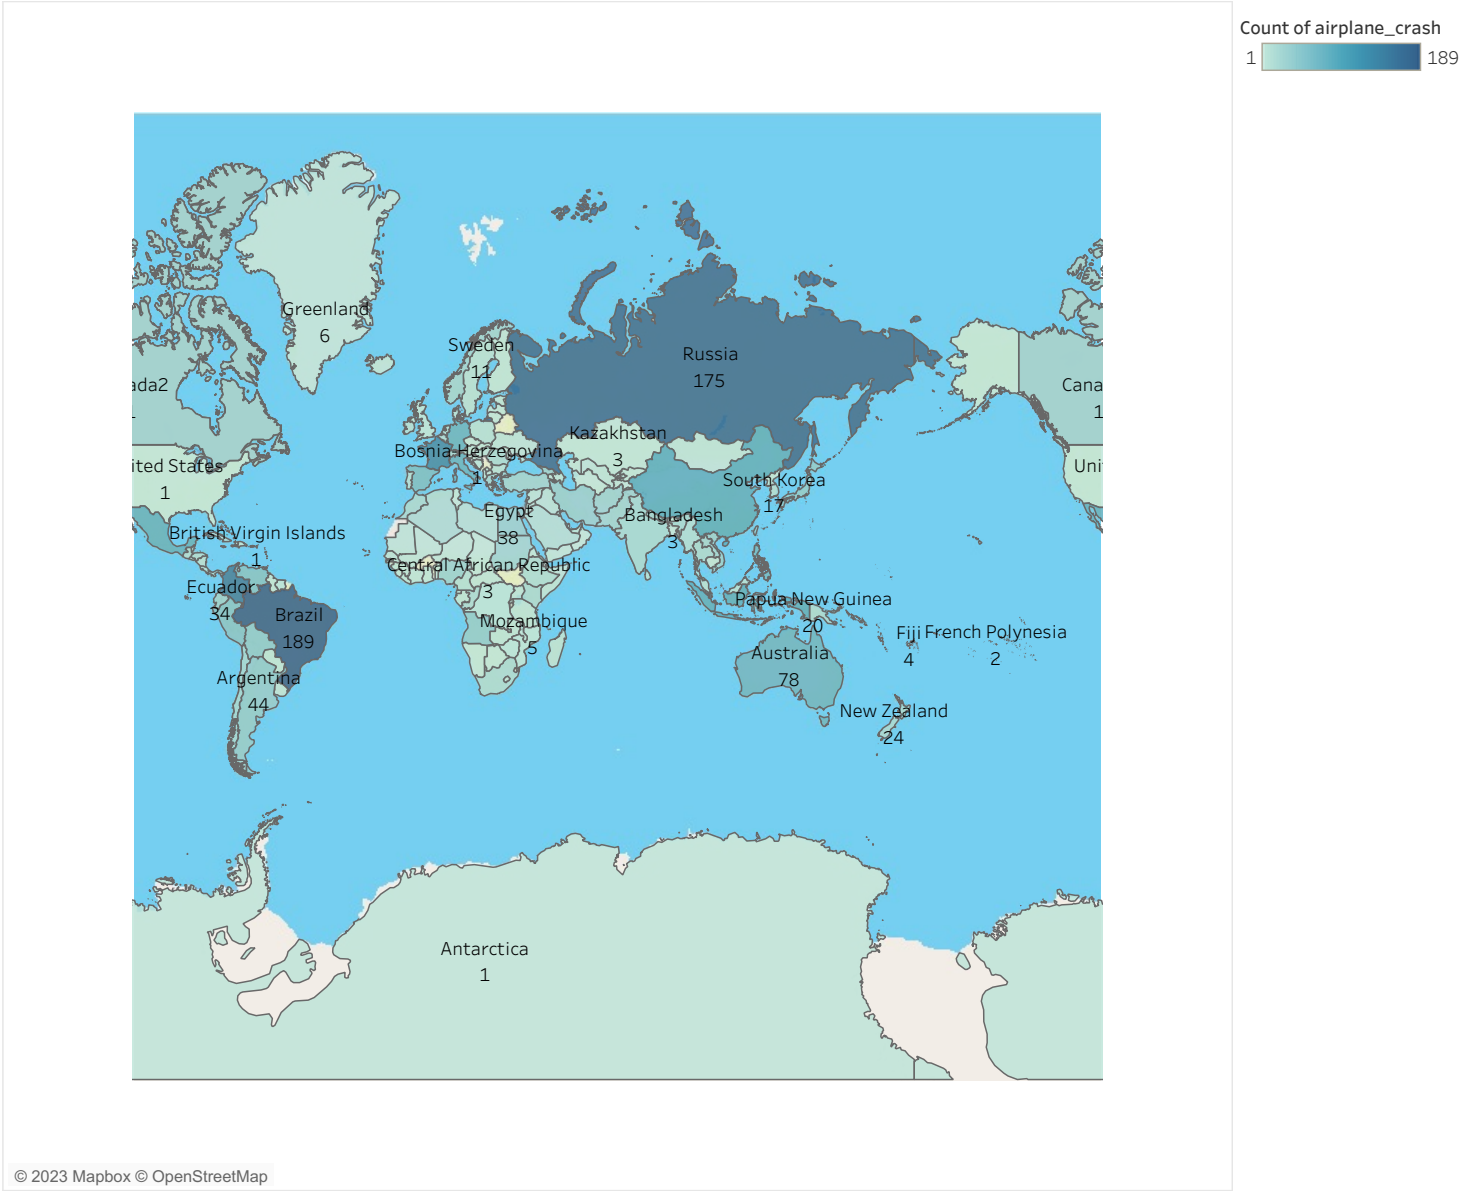 Count of airplane_crash
1 189
Greenland
6
Sweden
11
Russia
175
ada2
Cana
1
Kazakhstan
3
Bosnia-Herzegovina
1
ited States
1
Uni
South Korea
17
Egypt
38
Bangladesh
3
British Virgin Islands
1
Central African Republic
3
Ecuador
34
Brazil
189
Papua New Guinea
20
Mozambique
5
Fiji
4
French Polynesia
2
Australia
78
Argentina
44
New Zealand
24
Antarctica
1
© 2023 Mapbox © OpenStreetMap